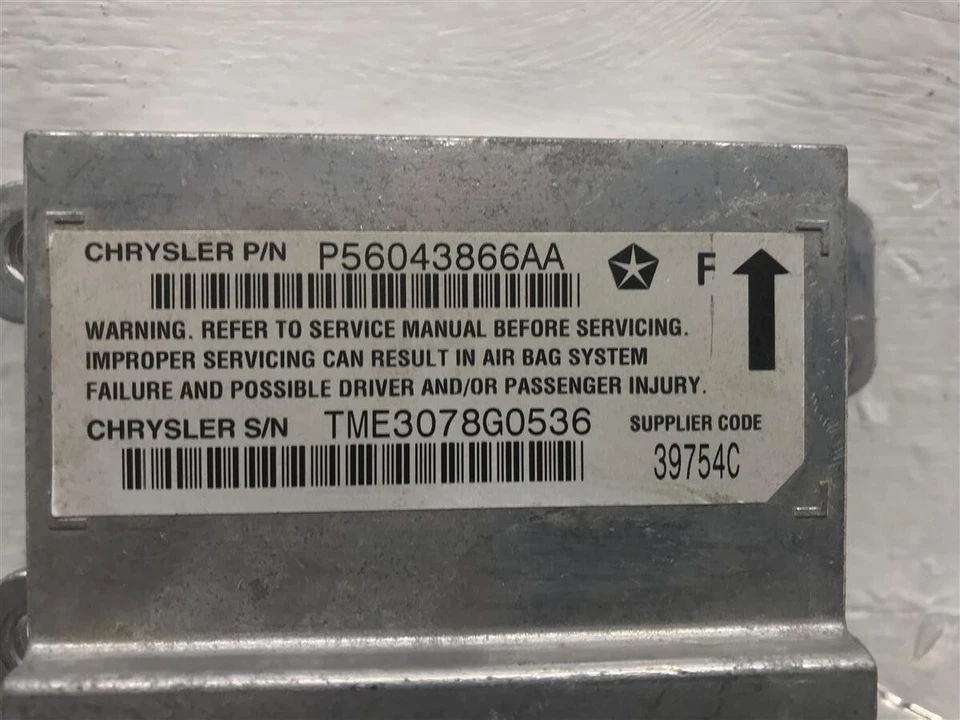 CHRYSLER P/N P56043866AA F
WARNING. REFER TO SERVICE MANUAL BEFORE SERVICING.
IMPROPER SERVICING CAN RESULT IN AIR BAG SYSTEM
FAILURE AND POSSIBLE DRIVER AND/OR PASSENGER INJURY.
CHRYSLER S/N TME3078G0536 SUPPLIER CODE
39754C